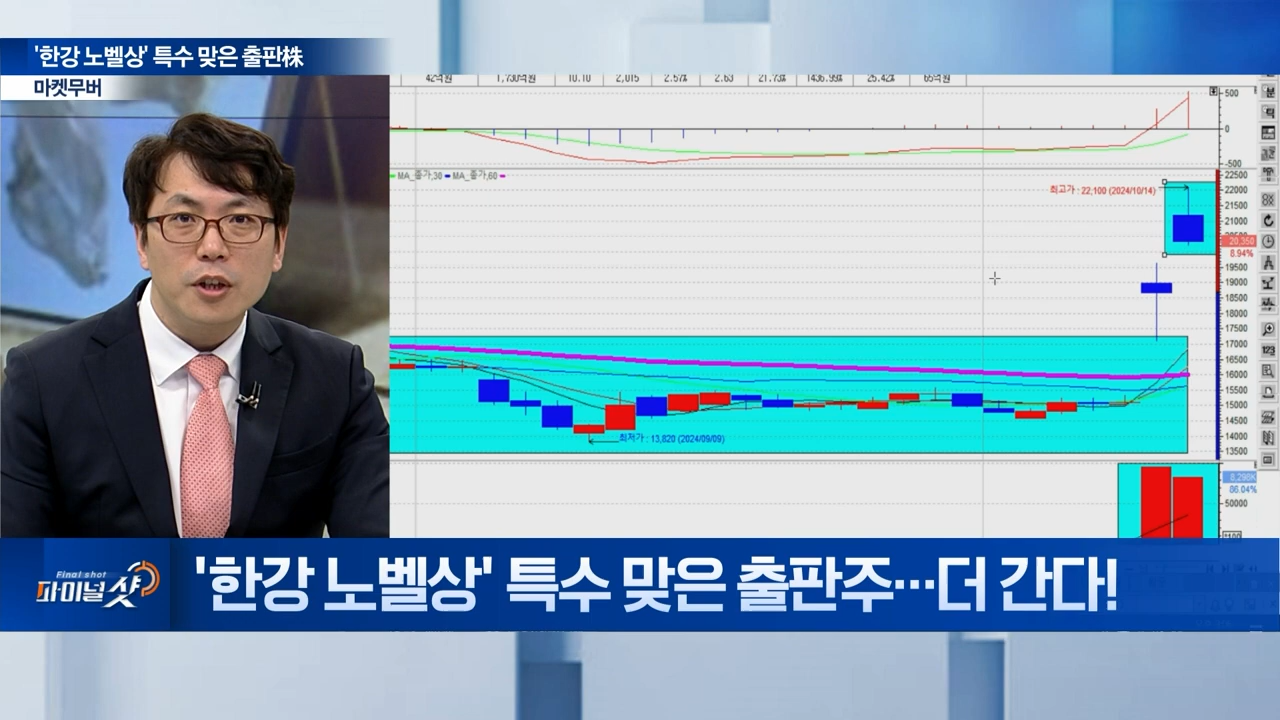 '한강 노벨상' 특수 맞은 출판株
마켓무버
42억원 1,730억원 10.10 2,015 2.57% 2.63 21.73% 1436.99% 25.42% 65억원
500
0
-500
MA_종가,30 MA_종가,60
22500
최고가 : 22,100 (2024/10/14) 22000
21500
21000
20,350
8.94%
19500
19000
18500
18000
17500
17000
16500
16000
15500
15000
14500
최저가 : 13,820 (2024/09/09) 14000
13500
86.04%
50000
*100
Final shot
파이널샷
'한강 노벨상' 특수 맞은 출판주…더 간다!